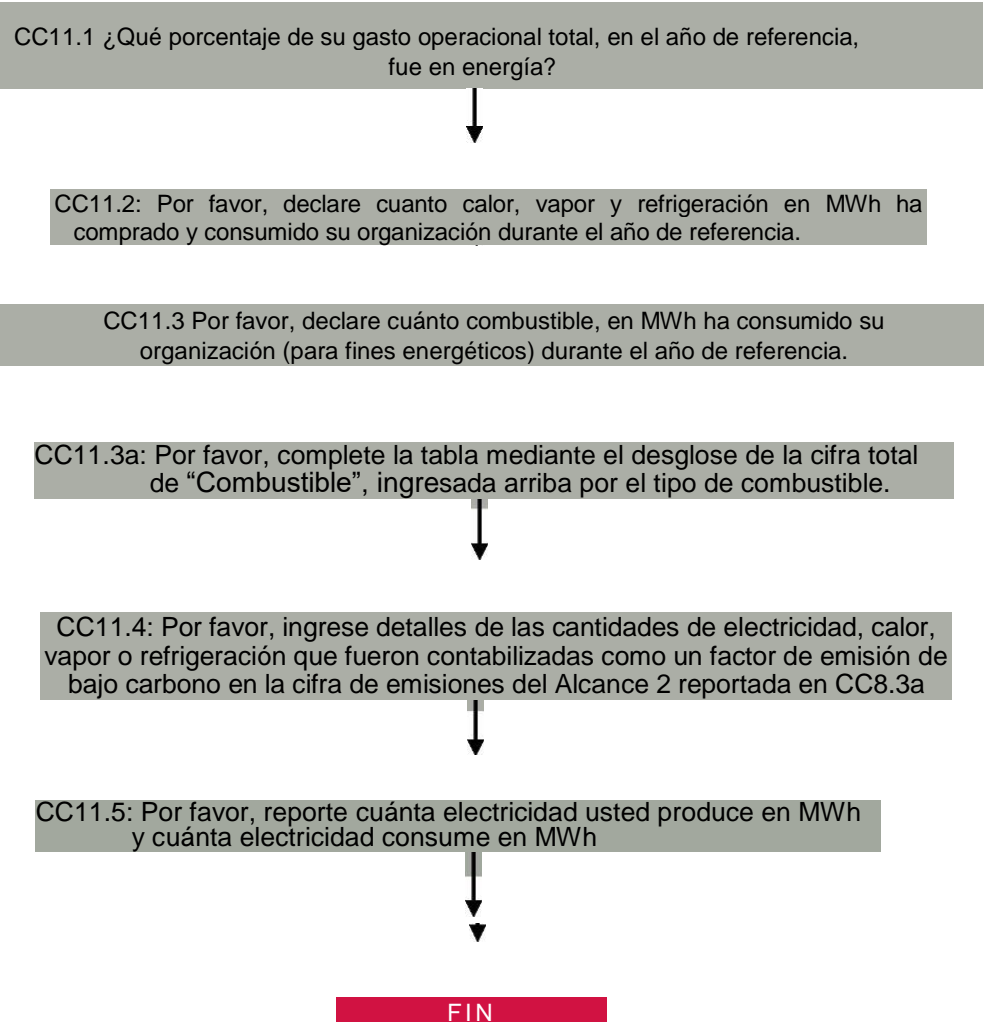 CC11.1 ¿Qué porcentaje de su gasto operacional total, en el año de referencia,
fue en energía?
CC11.2: Por favor, declare cuanto calor, vapor y refrigeración en MWh ha
comprado y consumido su organización durante el año de referencia.
CC11.3 Por favor, declare cuánto combustible, en MWh ha consumido su
organización (para fines energéticos) durante el año de referencia.
CC11.3a: Por favor, complete la tabla mediante el desglose de la cifra total
de “Combustible”, ingresada arriba por el tipo de combustible.
CC11.4: Por favor, ingrese detalles de las cantidades de electricidad, calor,
vapor o refrigeración que fueron contabilizadas como un factor de emisión de
bajo carbono en la cifra de emisiones del Alcance 2 reportada en CC8.3a
CC11.5: Por favor, reporte cuánta electricidad usted produce en MWh
y cuánta electricidad consume en MWh
FIN